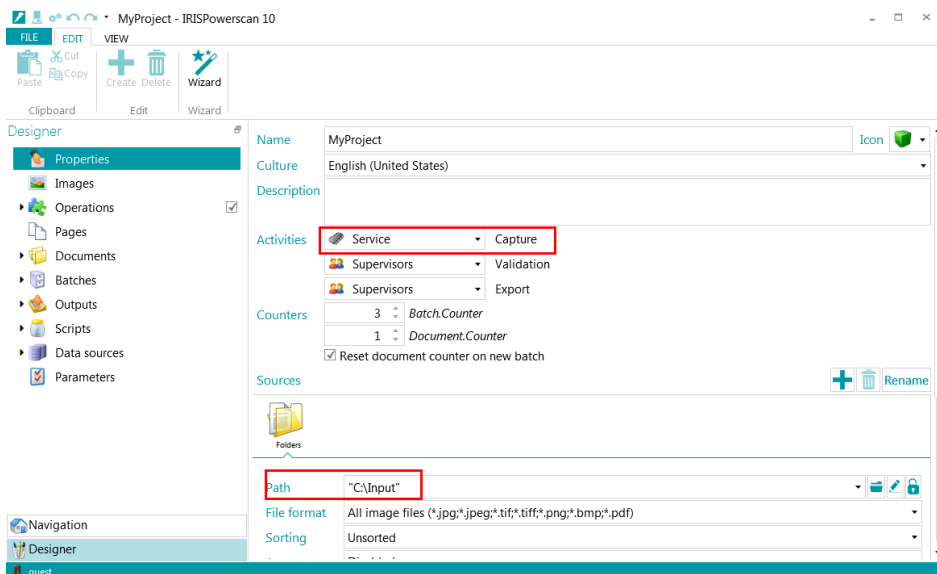 MyProject - IRISPowerscan 10
FILE EDIT VIEW
Paste Cut Copy Create Delete Wizard
Clipboard Edit Wizard
Designer
Properties
Images
Operations
Pages
Documents
Batches
Outputs
Scripts
Data sources
Parameters
Navigation
Designer
guest
Name MyProject Icon
Culture English (United States)
Description
Activities Service Capture
Supervisors Validation
Supervisors Export
Counters 3 Batch.Counter
1 Document.Counter
Reset document counter on new batch
Sources Rename
Folders
Path "C:\Input"
File format All image files (*.jpg;*.jpeg;*.tif;*.tiff;*.png;*.bmp;*.pdf)
Sorting Unsorted